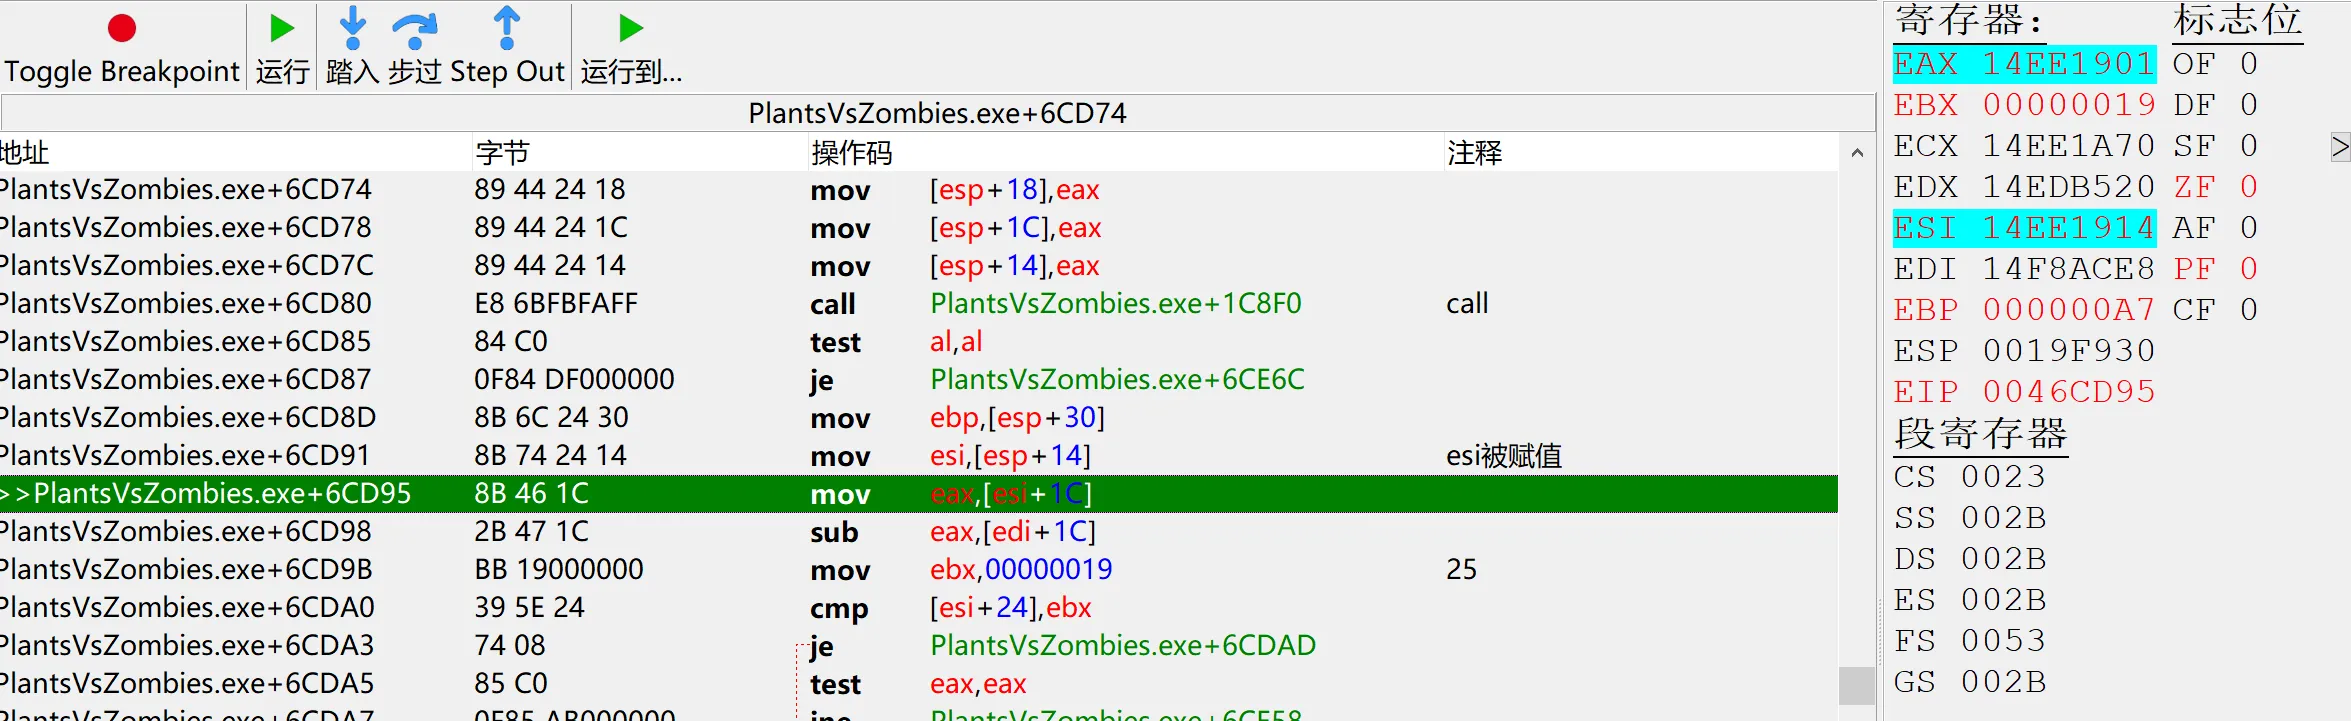 Toggle Breakpoint 运行 踏入 步过 Step Out 运行到...
PlantsVsZombies.exe+6CD74
地址 字节 操作码 注释
PlantsVsZombies.exe+6CD74 89 44 24 18 mov [esp+18],eax
PlantsVsZombies.exe+6CD78 89 44 24 1C mov [esp+1C],eax
PlantsVsZombies.exe+6CD7C 89 44 24 14 mov [esp+14],eax
PlantsVsZombies.exe+6CD80 E8 6BFBFAFF call PlantsVsZombies.exe+1C8F0 call
PlantsVsZombies.exe+6CD85 84 C0 test al,al
PlantsVsZombies.exe+6CD87 0F84 DF000000 je PlantsVsZombies.exe+6CE6C
PlantsVsZombies.exe+6CD8D 8B 6C 24 30 mov ebp,[esp+30]
PlantsVsZombies.exe+6CD91 8B 74 24 14 mov esi,[esp+14] esi被赋值
>>PlantsVsZombies.exe+6CD95 8B 46 1C mov eax,[esi+1C]
PlantsVsZombies.exe+6CD98 2B 47 1C sub eax,[edi+1C]
PlantsVsZombies.exe+6CD9B BB 19000000 mov ebx,00000019 25
PlantsVsZombies.exe+6CDA0 39 5E 24 cmp [esi+24],ebx
PlantsVsZombies.exe+6CDA3 74 08 je PlantsVsZombies.exe+6CDAD
PlantsVsZombies.exe+6CDA5 85 C0 test eax,eax
PlantsVsZombies.exe+6CDA7 0F85 AB000000 jne PlantsVsZombies.exe+6CE58
寄存器: 标志位
EAX 14EE1901 OF 0
EBX 00000019 DF 0
ECX 14EE1A70 SF 0
EDX 14EDB520 ZF 0
ESI 14EE1914 AF 0
EDI 14F8ACE8 PF 0
EBP 000000A7 CF 0
ESP 0019F930
EIP 0046CD95
段寄存器
CS 0023
SS 002B
DS 002B
ES 002B
FS 0053
GS 002B
>